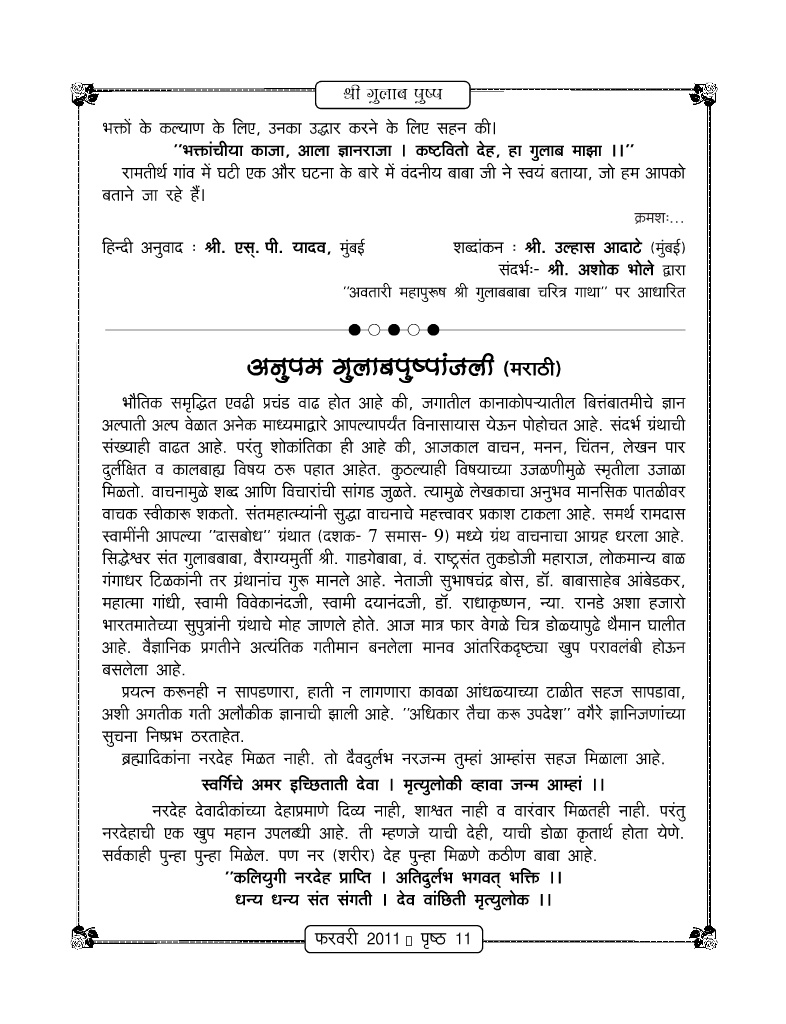 श्री गुलाब पुष्प
भक्तों के कल्याण के लिए, उनका उद्धार करने के लिए सहन की।
"भक्तांचीया काजा, आला ज्ञानराजा । कष्टवितो देह, हा गुलाब माझा ।।"
रामतीर्थ गांव में घटी एक और घटना के बारे में वंदनीय बाबा जी ने स्वयं बताया, जो हम आपको
बताने जा रहे हैं।
क्रमशः...
हिन्दी अनुवाद : श्री. एस्. पी. यादव, मुंबई शब्दांकन : श्री. उल्हास आदाटे (मुंबई)
संदर्भः- श्री. अशोक भोले द्वारा
"अवतारी महापुरूष श्री गुलाबबाबा चरित्र गाथा" पर आधारित
अनुपम गुलाबपुष्पांजली (मराठी)
भौतिक समृद्धित एवढी प्रचंड वाढ होत आहे की, जगातील कानाकोपऱ्यातील बित्तंबातमीचे ज्ञान
अल्पाती अल्प वेळात अनेक माध्यमाद्वारे आपल्यापर्यंत विनासायास येऊन पोहोचत आहे. संदर्भ ग्रंथाची
संख्याही वाढत आहे. परंतु शोकांतिका ही आहे की, आजकाल वाचन, मनन, चिंतन, लेखन पार
दुर्लक्षित व कालबाह्य विषय ठरू पहात आहेत. कुठल्याही विषयाच्या उजळणीमुळे स्मृतीला उजाळा
मिळतो. वाचनामुळे शब्द आणि विचारांची सांगड जुळते. त्यामुळे लेखकाचा अनुभव मानसिक पातळीवर
वाचक स्वीकारू शकतो. संतमहात्म्यांनी सुद्धा वाचनाचे महत्त्वावर प्रकाश टाकला आहे. समर्थ रामदास
स्वामींनी आपल्या "दासबोध" ग्रंथात (दशक- 7 समास- 9) मध्ये ग्रंथ वाचनाचा आग्रह धरला आहे.
सिद्धेश्वर संत गुलाबबाबा, वैराग्यमुर्ती श्री. गाडगेबाबा, वं. राष्ट्रसंत तुकडोजी महाराज, लोकमान्य बाळ
गंगाधर टिळकांनी तर ग्रंथानांच गुरू मानले आहे. नेताजी सुभाषचंद्र बोस, डॉ. बाबासाहेब आंबेडकर,
महात्मा गांधी, स्वामी विवेकानंदजी, स्वामी दयानंदजी, डॉ. राधाकृष्णन, न्या. रानडे अशा हजारो
भारतमातेच्या सुपुत्रांनी ग्रंथाचे मोह जाणले होते. आज मात्र फार वेगळे चित्र डोळ्यापुढे थैमान घालीत
आहे. वैज्ञानिक प्रगतीने अत्यंतिक गतीमान बनलेला मानव आंतरिकदृष्ट्या खुप परावलंबी होऊन
बसलेला आहे.
प्रयत्न करूनही न सापडणारा, हाती न लागणारा कावळा आंधळ्याच्या टाळीत सहज सापडावा,
अशी अगतीक गती अलौकीक ज्ञानाची झाली आहे. "अधिकार तैचा करू उपदेश" वगैरे ज्ञानिजणांच्या
सुचना निष्प्रभ ठरताहेत.
ब्रह्मादिकांना नरदेह मिळत नाही. तो दैवदुर्लभ नरजन्म तुम्हां आम्हांस सहज मिळाला आहे.
स्वर्गिचे अमर इच्छिताती देवा । मृत्युलोकी व्हावा जन्म आम्हां ।।
नरदेह देवादीकांच्या देहाप्रमाणे दिव्य नाही, शाश्वत नाही व वारंवार मिळतही नाही. परंतु
नरदेहाची एक खुप महान उपलब्धी आहे. ती म्हणजे याची देही, याची डोळा कृतार्थ होता येणे.
सर्वकाही पुन्हा पुन्हा मिळेल. पण नर (शरीर) देह पुन्हा मिळणे कठीण बाबा आहे.
"कलियुगी नरदेह प्राप्ति । अतिदुर्लभ भगवत् भक्ति ।।
धन्य धन्य संत संगती । देव वांछिती मृत्युलोक ।।
फरवरी 2011 □ पृष्ठ 11